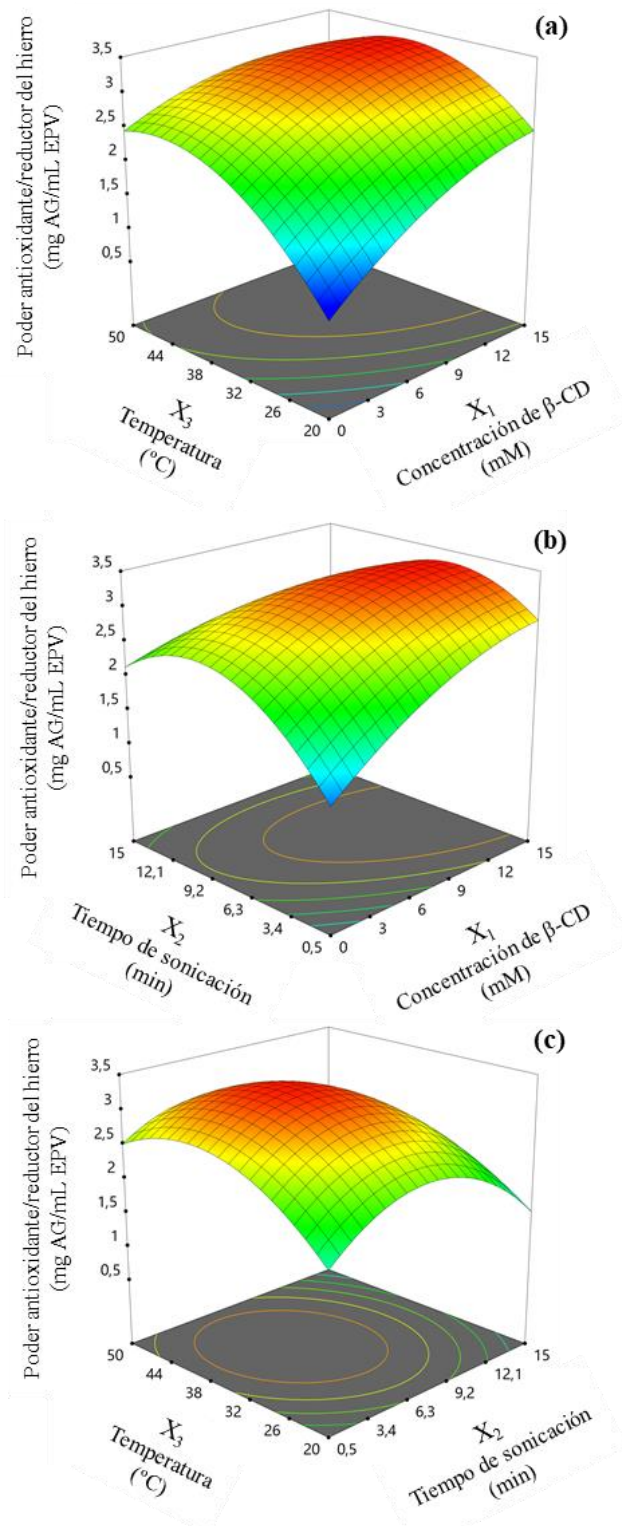 (a)
Poder antioxidante/reductor del hierro
(mg AG/mL EPV)
3,5
3
2,5
2
1,5
1
0,5
50
44
38
32
26
20
0
3
6
9
12
15
X3
Temperatura
(ºC)
X1
Concentración de β-CD
(mM)
(b)
Poder antioxidante/reductor del hierro
(mg AG/mL EPV)
3,5
3
2,5
2
1,5
1
0,5
15
12,1
9,2
6,3
3,4
0,5
0
3
6
9
12
15
X2
Tiempo de sonicación
(min)
X1
Concentración de β-CD
(mM)
(c)
Poder antioxidante/reductor del hierro
(mg AG/mL EPV)
3,5
3
2,5
2
1,5
1
0,5
50
44
38
32
26
20
0,5
3,4
6,3
9,2
12,1
15
X3
Temperatura
(ºC)
X2
Tiempo de sonicación
(min)